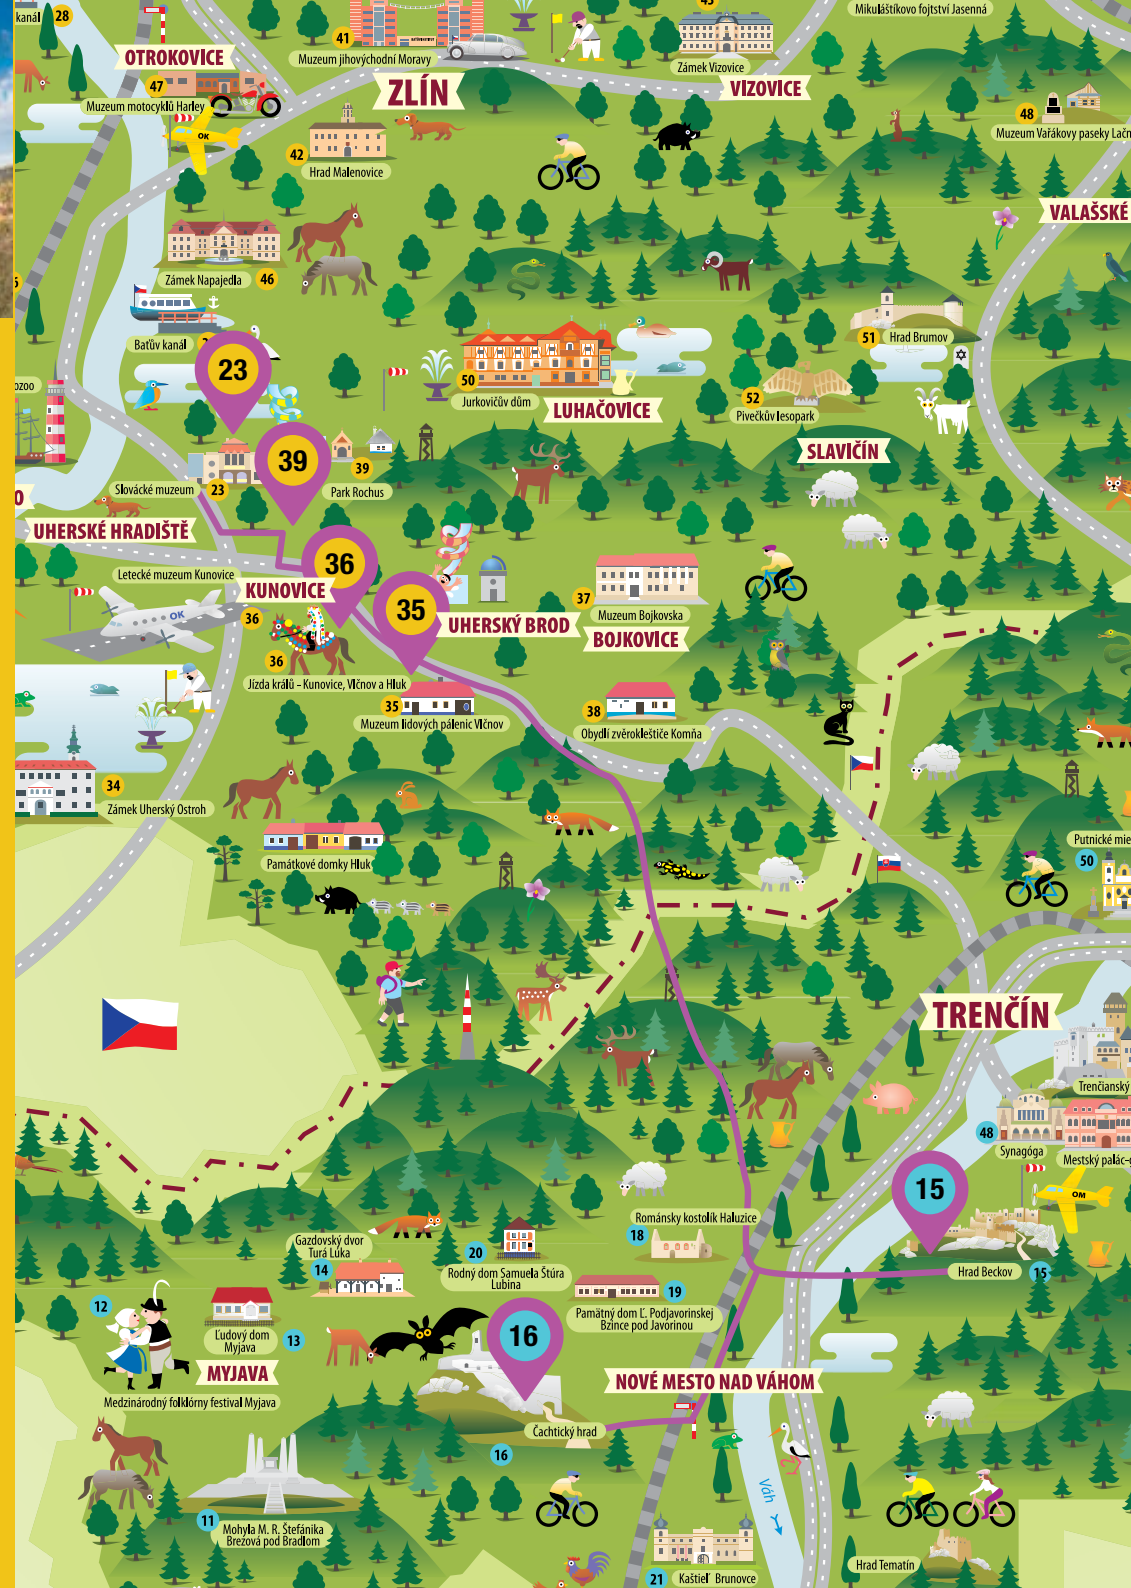 kanál 28
OTROKOVICE
47
Muzeum motocyklů Harley
OK
41
Muzeum jihovýchodní Moravy
ZLÍN
42
Hrad Malenovice
Zámek Vizovice
VIZOVICE
Mikuláštíkovo fojtství Jasenná
48
Muzeum Vařákovy paseky Lačn
VALAŠSKÉ
Zámek Napajedla 46
Baťův kanál
23
50
Jurkovičův dům
LUHAČOVICE
51 Hrad Brumov
52
Pivečkův lesopark
SLAVIČÍN
ozoo
39
39
Park Rochus
Slovácké muzeum 23
UHERSKÉ HRADIŠTĚ
O
Letecké muzeum Kunovice
OK
36
KUNOVICE
36
36
Jízda králů – Kunovice, Vlčnov a Hluk
35
UHERSKÝ BROD
35
Muzeum lidových pálenic Vlčnov
37
Muzeum Bojkovska
BOJKOVICE
38
Obydlí zvěrokleštiče Komňa
34
Zámek Uherský Ostroh
Památkové domky Hluk
Putnické mie
50
TRENČÍN
Trenčianský
48
Synagóga
Mestský palác-
OM
15
Hrad Beckov 15
Románsky kostolík Haluzice
18
Gazdovský dvor
Turá Lúka
14
20
Rodný dom Samuela Štúra
Lubina
19
Pamätný dom Ľ. Podjavorinskej
Bzince pod Javorinou
12
Ľudový dom
Myjava
13
MYJAVA
Medzinárodný folklórny festival Myjava
16
Čachtický hrad
16
NOVÉ MESTO NAD VÁHOM
Váh
11
Mohyla M. R. Štefánika
Brezová pod Bradlom
21 Kaštieľ Brunovce
Hrad Tematín